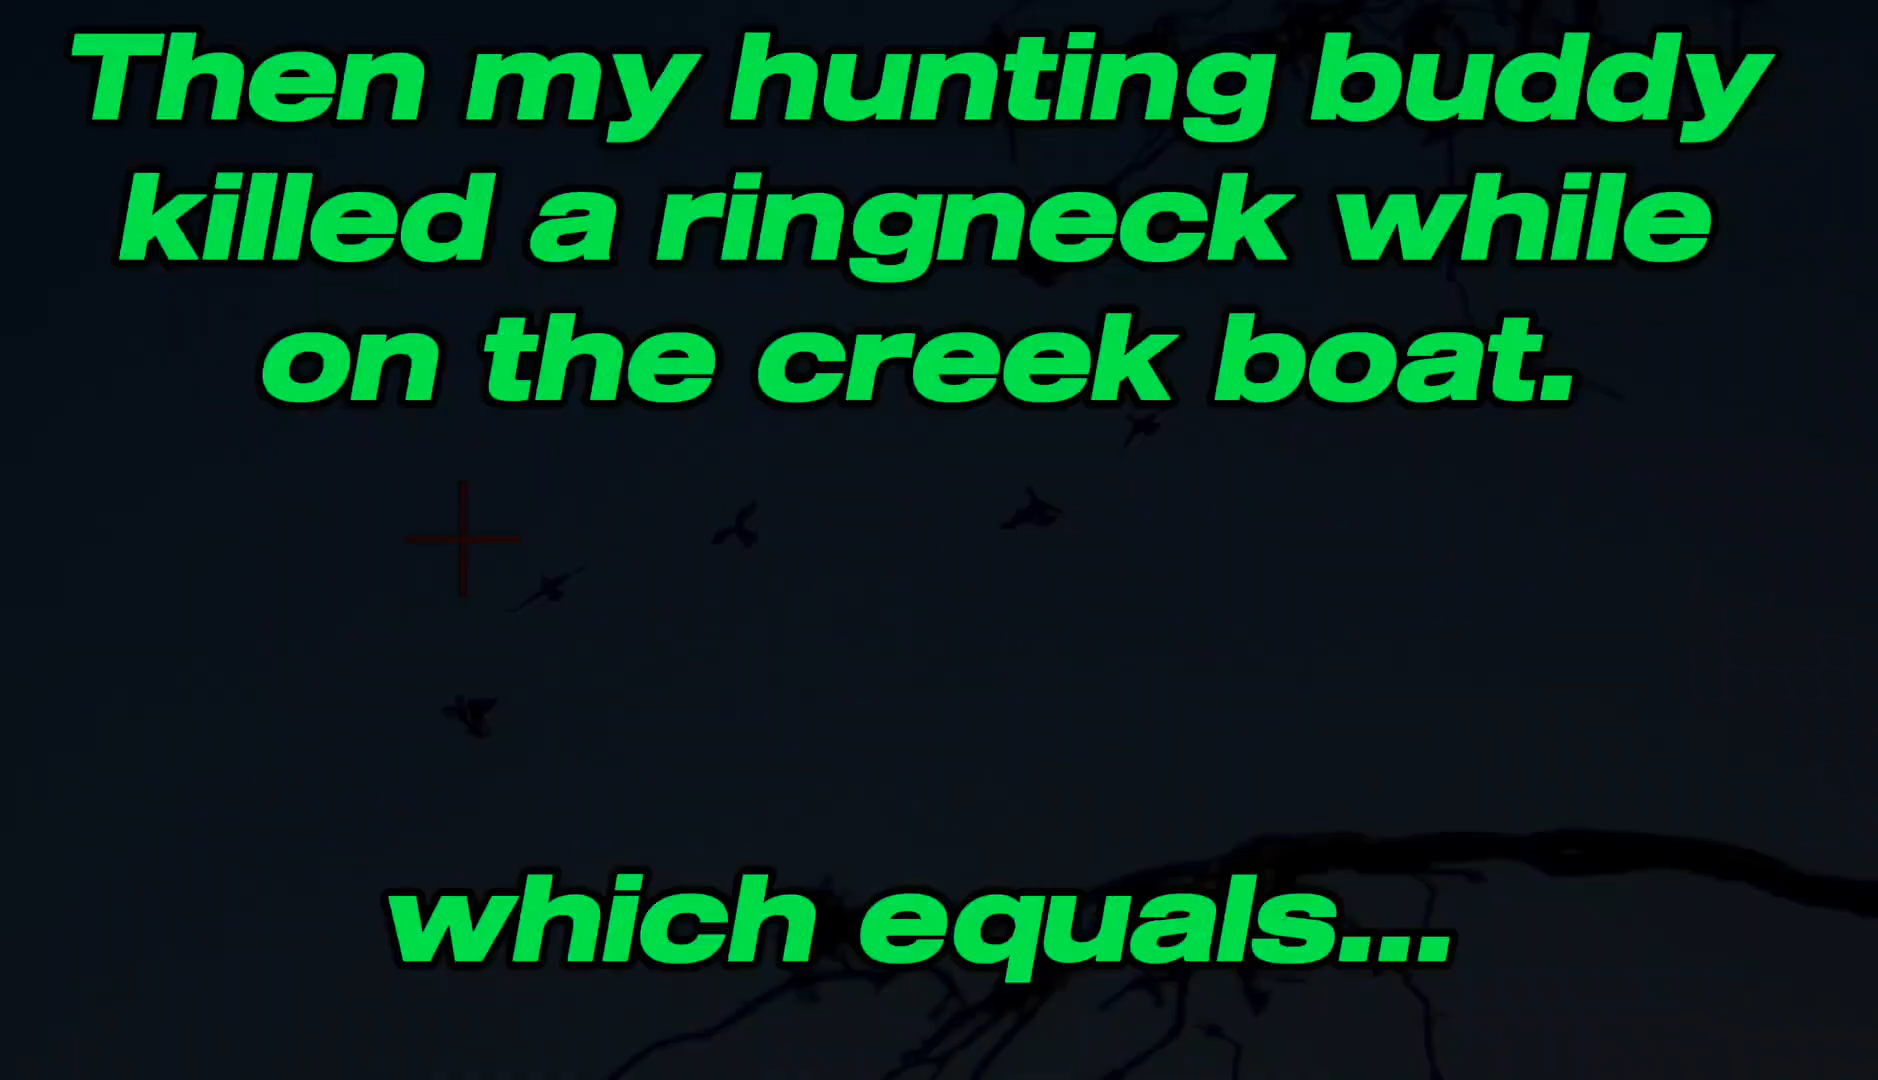 Then my hunting buddy
killed a ringneck while
on the creek boat.
which equals...